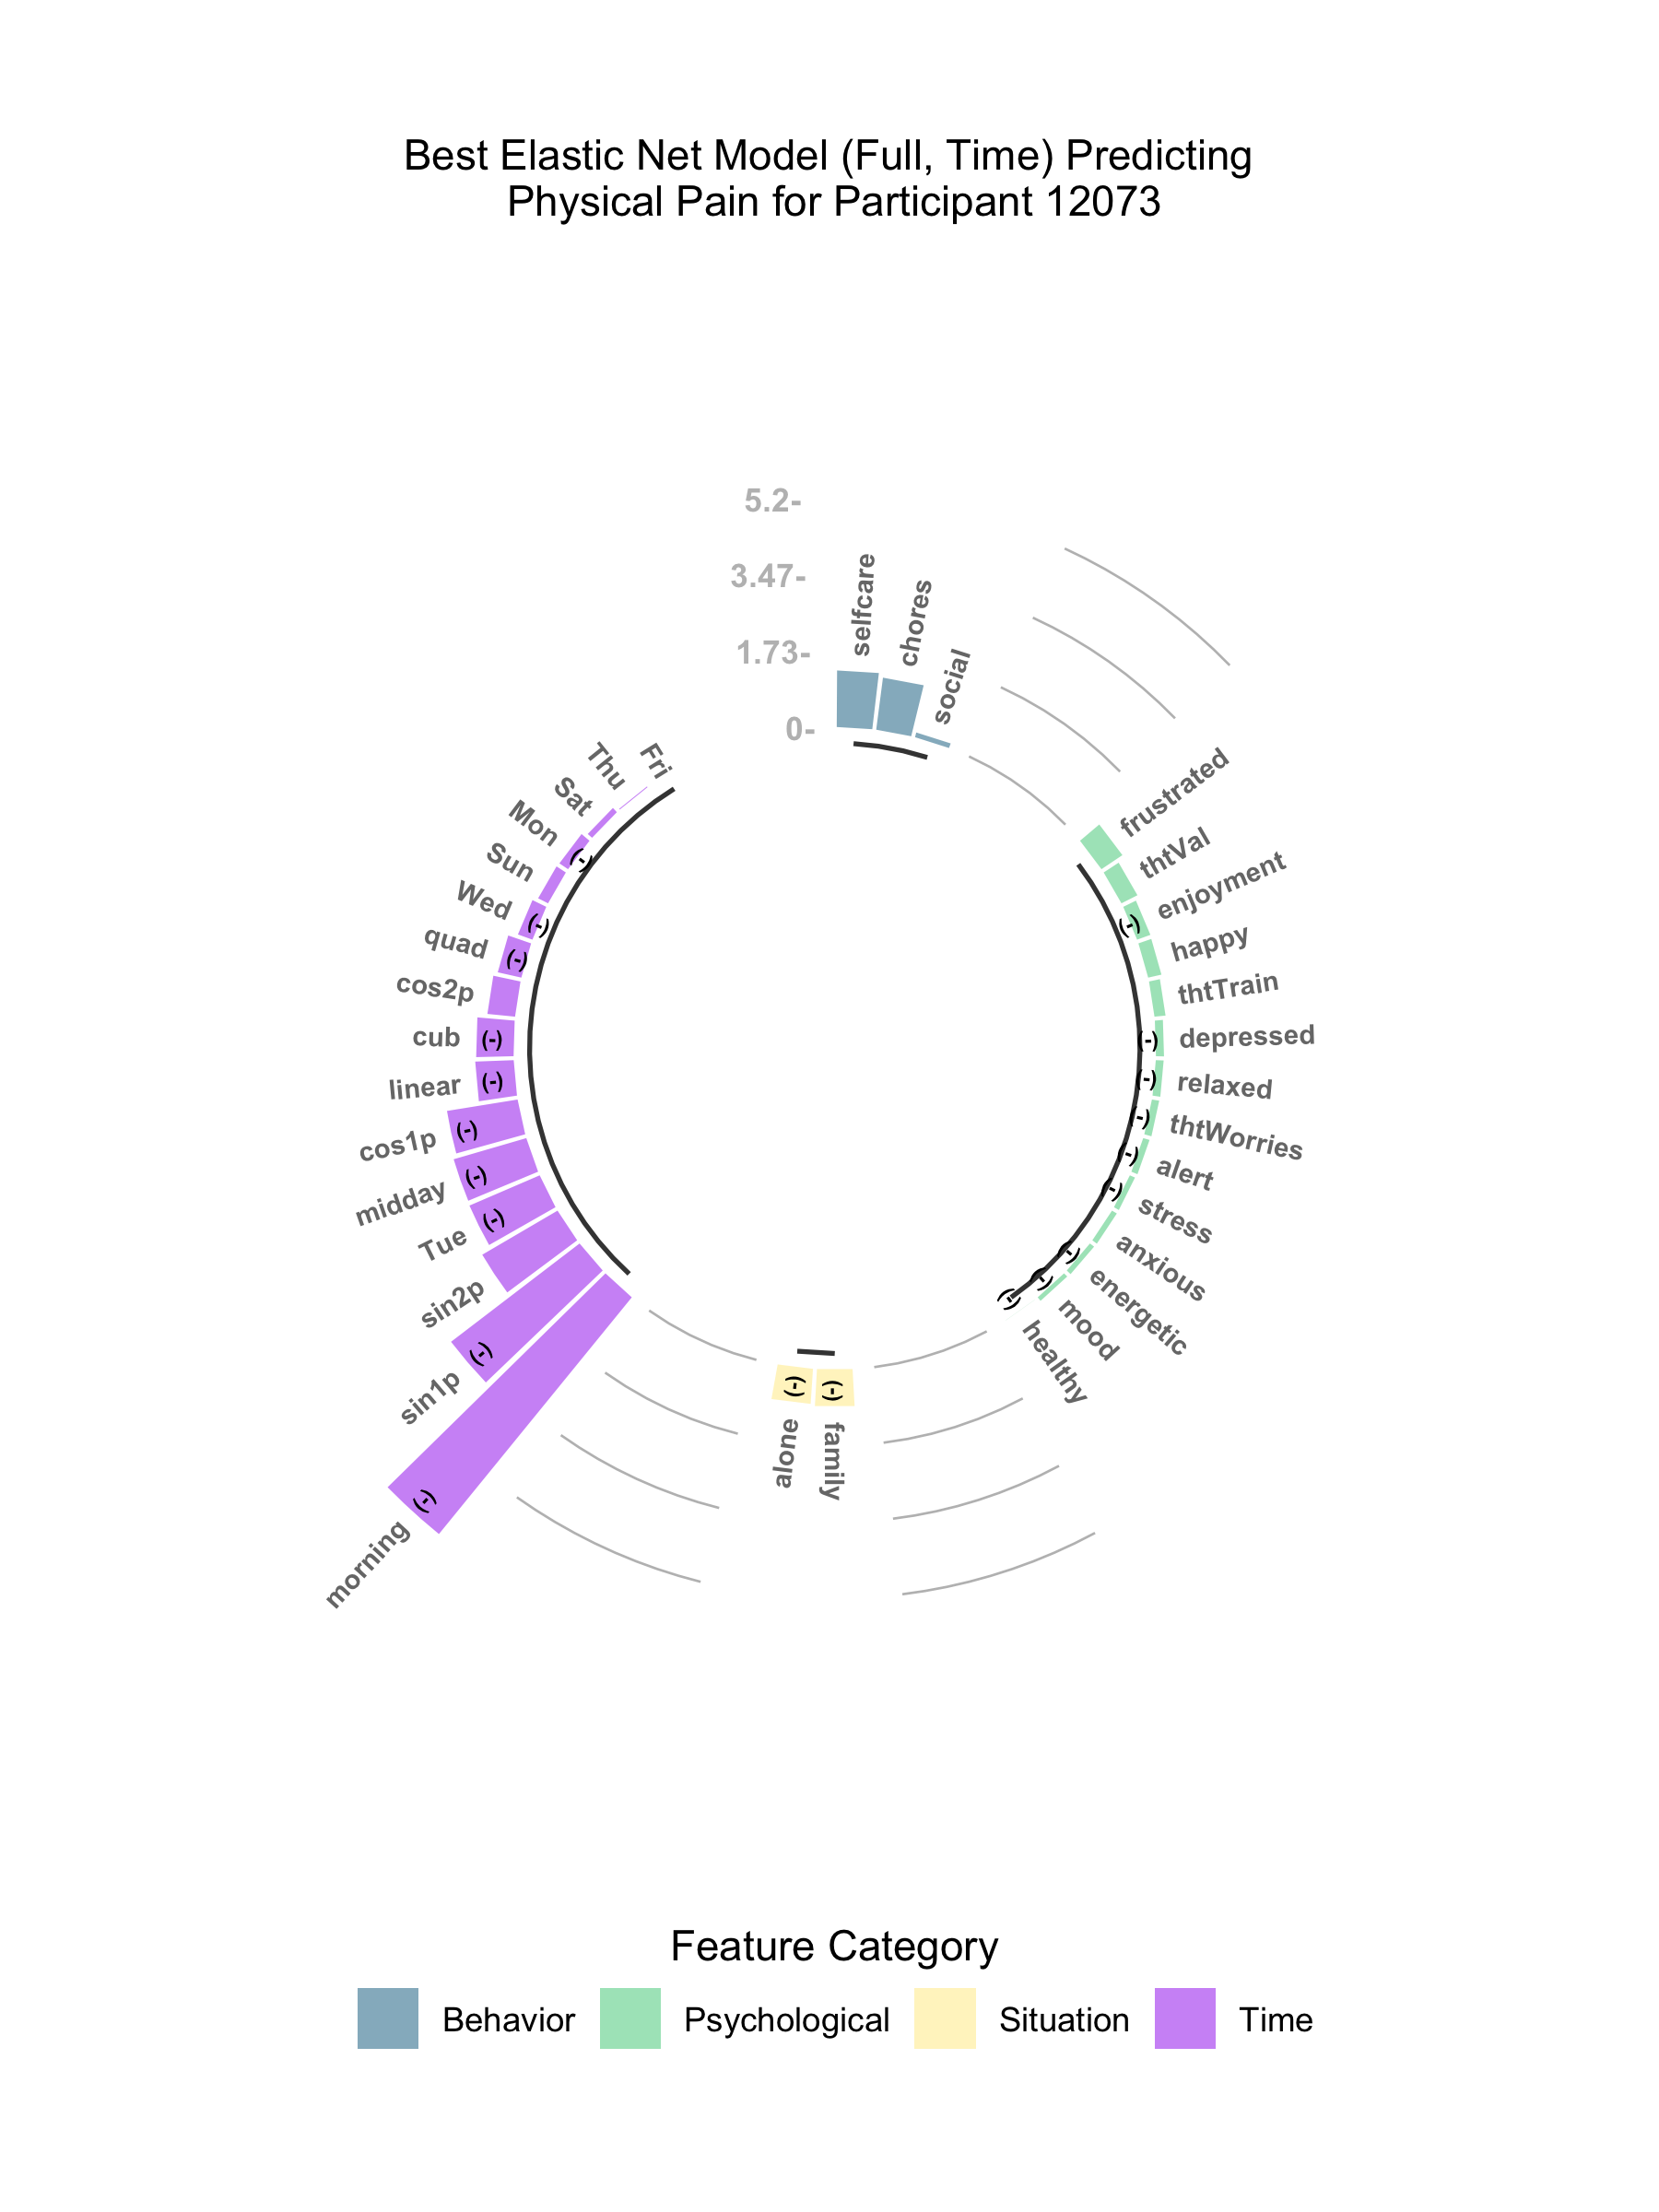 Best Elastic Net Model (Full, Time) Predicting
Physical Pain for Participant 12073
5.2-
3.47-
1.73-
0-
selfcare
chores
social
frustrated
thtVal
enjoyment
(-)
happy
thtTrain
depressed
(-)
relaxed
(-)
thtWorries
(-)
alert
(-)
stress
(-)
anxious
energetic
(-)
mood
(-)
healthy
(-)
family
(-)
alone
(-)
morning
(-)
sin1p
(-)
sin2p
Tue
(-)
midday
(-)
cos1p
(-)
linear
(-)
cub
(-)
cos2p
quad
(-)
Wed
(-)
Sun
Mon
(-)
Sat
Thu
Fri
Feature Category
Behavior
Psychological
Situation
Time